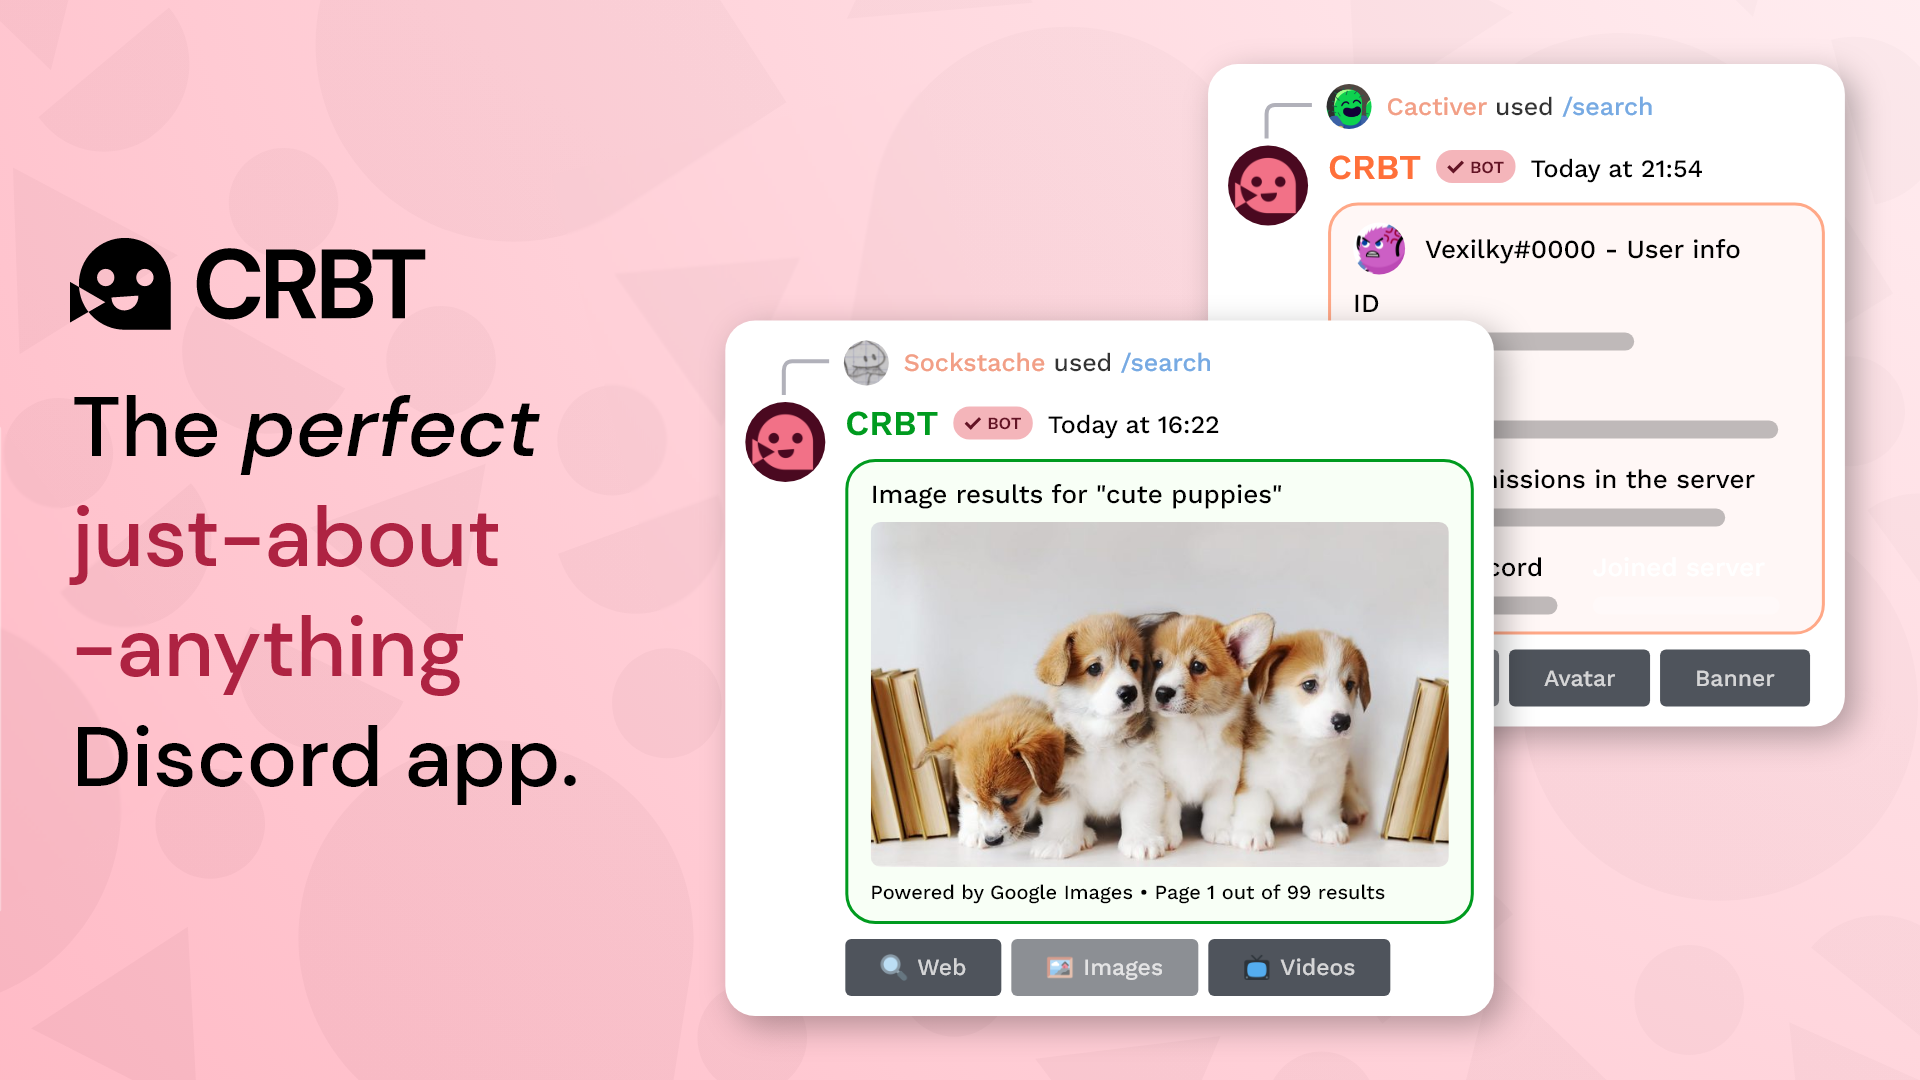 CRBT
The perfect
just-about
-anything
Discord app.
Cactiver used /search
CRBT BOT Today at 21:54
Vexilky#0000 - User info
ID
issions in the server
cord Joined server
Avatar Banner
Sockstache used /search
CRBT BOT Today at 16:22
Image results for "cute puppies"
Powered by Google Images • Page 1 out of 99 results
Web Images Videos